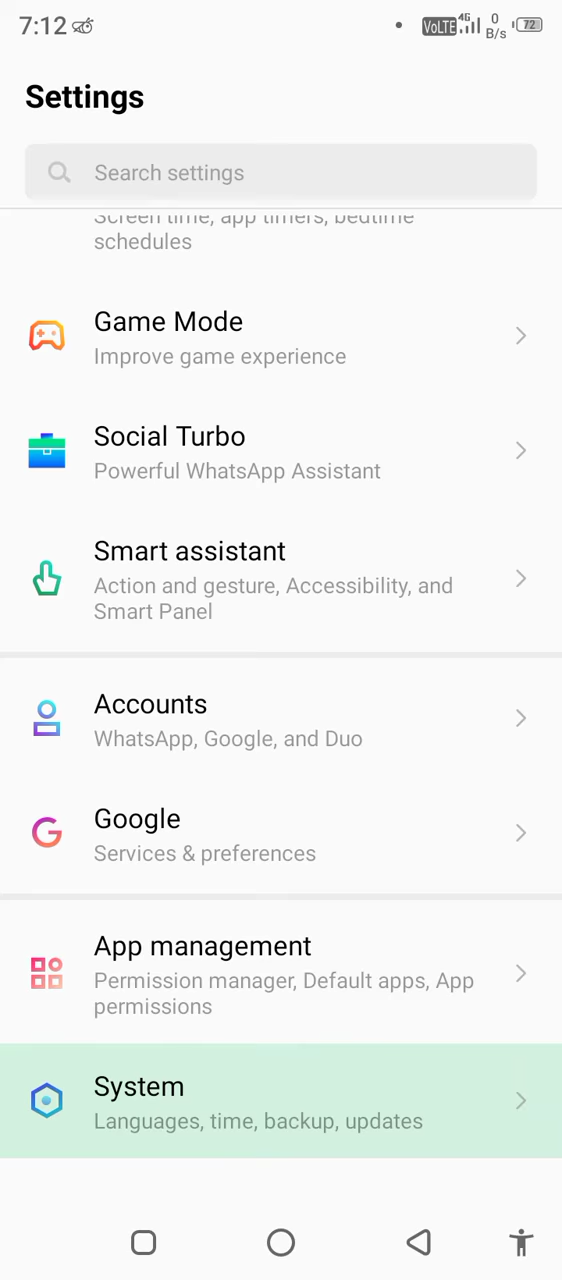 7:12
VoLTE 4G 0 B/s 72
Settings
Search settings
Screen time, app timers, bedtime
schedules
Game Mode
Improve game experience
Social Turbo
Powerful WhatsApp Assistant
Smart assistant
Action and gesture, Accessibility, and
Smart Panel
Accounts
WhatsApp, Google, and Duo
Google
Services & preferences
App management
Permission manager, Default apps, App
permissions
System
Languages, time, backup, updates